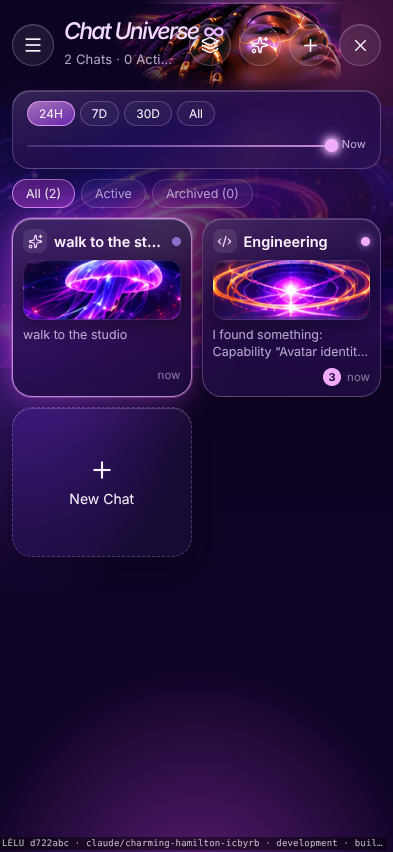 Chat Universe ∞
2 Chats · 0 Acti...
24H 7D 30D All
Now
All (2) Active Archived (0)
walk to the st...
walk to the studio
now
Engineering
I found something:
Capability “Avatar identit...
3 now
New Chat
LÉLU d722abc · claude/charming-hamilton-icbyrb · development · buil…